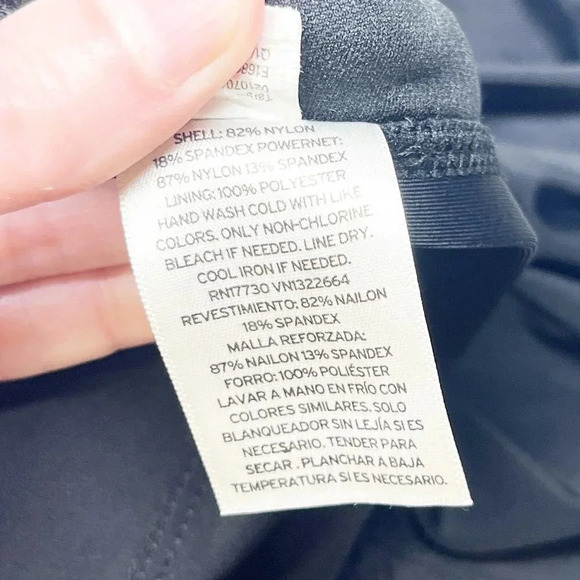 SHELL: 82% NYLON
18% SPANDEX POWERNET:
87% NYLON 13% SPANDEX
LINING: 100% POLYESTER
HAND WASH COLD WITH LIKE
COLORS. ONLY NON-CHLORINE
BLEACH IF NEEDED. LINE DRY.
COOL IRON IF NEEDED.
RN17730 VN1322664
REVESTIMIENTO: 82% NAILON
18% SPANDEX
MALLA REFORZADA:
87% NAILON 13% SPANDEX
FORRO: 100% POLIÉSTER
LAVAR A MANO EN FRÍO CON
COLORES SIMILARES. SOLO
BLANQUEADOR SIN LEJÍA SI ES
NECESARIO. TENDER PARA
SECAR . PLANCHAR A BAJA
TEMPERATURA SI ES NECESARIO.